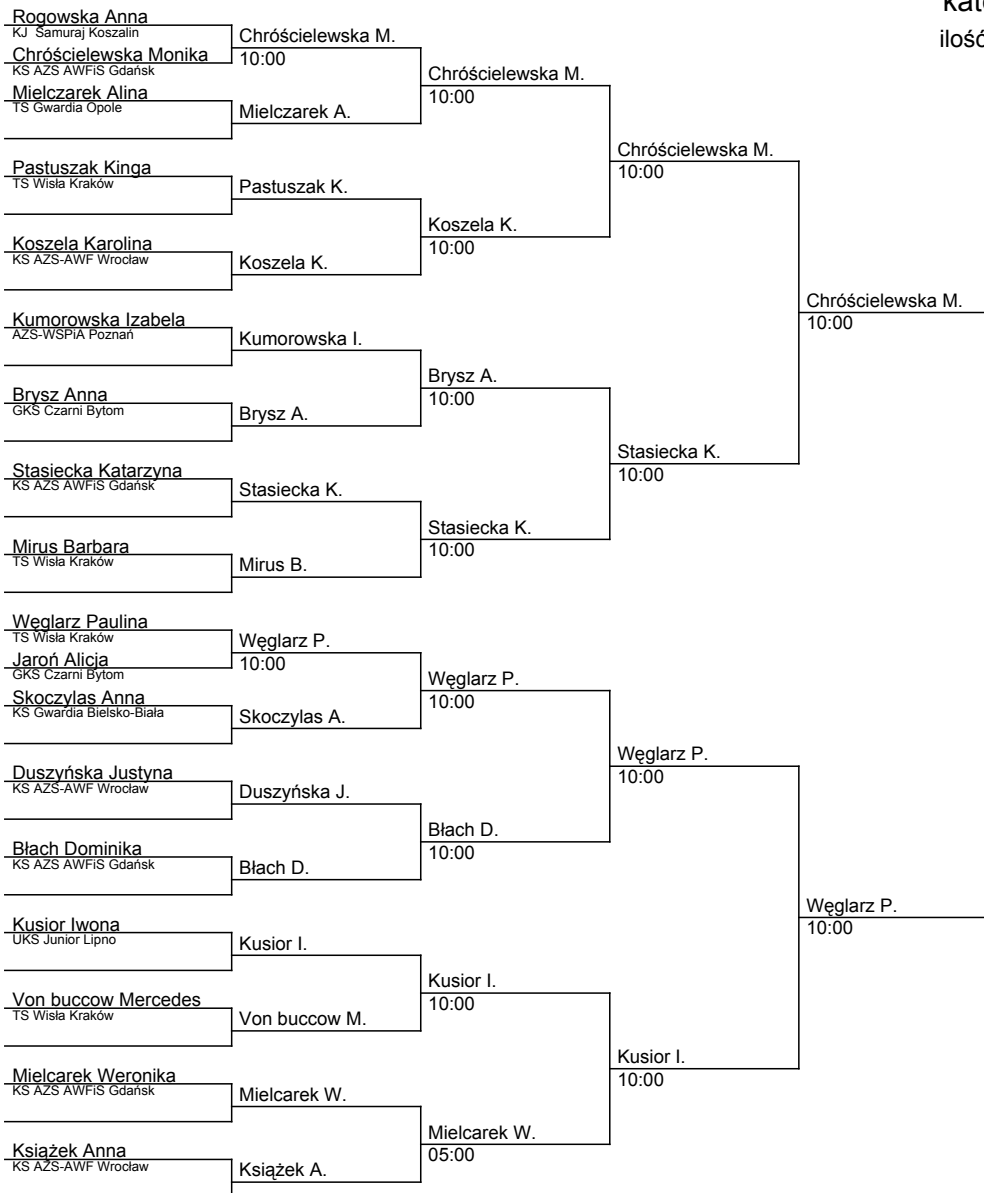 kate
ilość
Rogowska Anna
KJ Samuraj Koszalin
Chróścielewska M.
10:00
Chróścielewska Monika
KS AZS AWFiS Gdańsk
Chróścielewska M.
10:00
Mielczarek Alina
TS Gwardia Opole
Mielczarek A.
Chróścielewska M.
10:00
Pastuszak Kinga
TS Wisła Kraków
Pastuszak K.
Koszela K.
10:00
Koszela Karolina
KS AZS-AWF Wrocław
Koszela K.
Chróścielewska M.
10:00
Kumorowska Izabela
AZS-WSPiA Poznań
Kumorowska I.
Brysz A.
10:00
Brysz Anna
GKS Czarni Bytom
Brysz A.
Stasiecka K.
10:00
Stasiecka Katarzyna
KS AZS AWFiS Gdańsk
Stasiecka K.
Stasiecka K.
10:00
Mirus Barbara
TS Wisła Kraków
Mirus B.
Węglarz Paulina
TS Wisła Kraków
Węglarz P.
10:00
Jaroń Alicja
GKS Czarni Bytom
Węglarz P.
10:00
Skoczylas Anna
KS Gwardia Bielsko-Biała
Skoczylas A.
Węglarz P.
10:00
Duszyńska Justyna
KS AZS-AWF Wrocław
Duszyńska J.
Błach D.
10:00
Błach Dominika
KS AZS AWFiS Gdańsk
Błach D.
Węglarz P.
10:00
Kusior Iwona
UKS Junior Lipno
Kusior I.
Kusior I.
10:00
Von buccow Mercedes
TS Wisła Kraków
Von buccow M.
Kusior I.
10:00
Mielcarek Weronika
KS AZS AWFiS Gdańsk
Mielcarek W.
Mielcarek W.
05:00
Książek Anna
KS AZS-AWF Wrocław
Książek A.